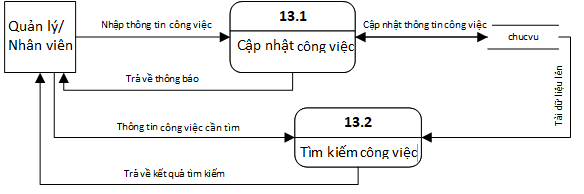 Quản lý/
Nhân viên
Nhập thông tin công việc
13.1
Cập nhật công việc
Cập nhật thông tin công việc
chucvu
Trả về thông báo
Tải dữ liệu lên
Thông tin công việc cần tìm
13.2
Tìm kiếm công việc
Trả về kết quả tìm kiếm